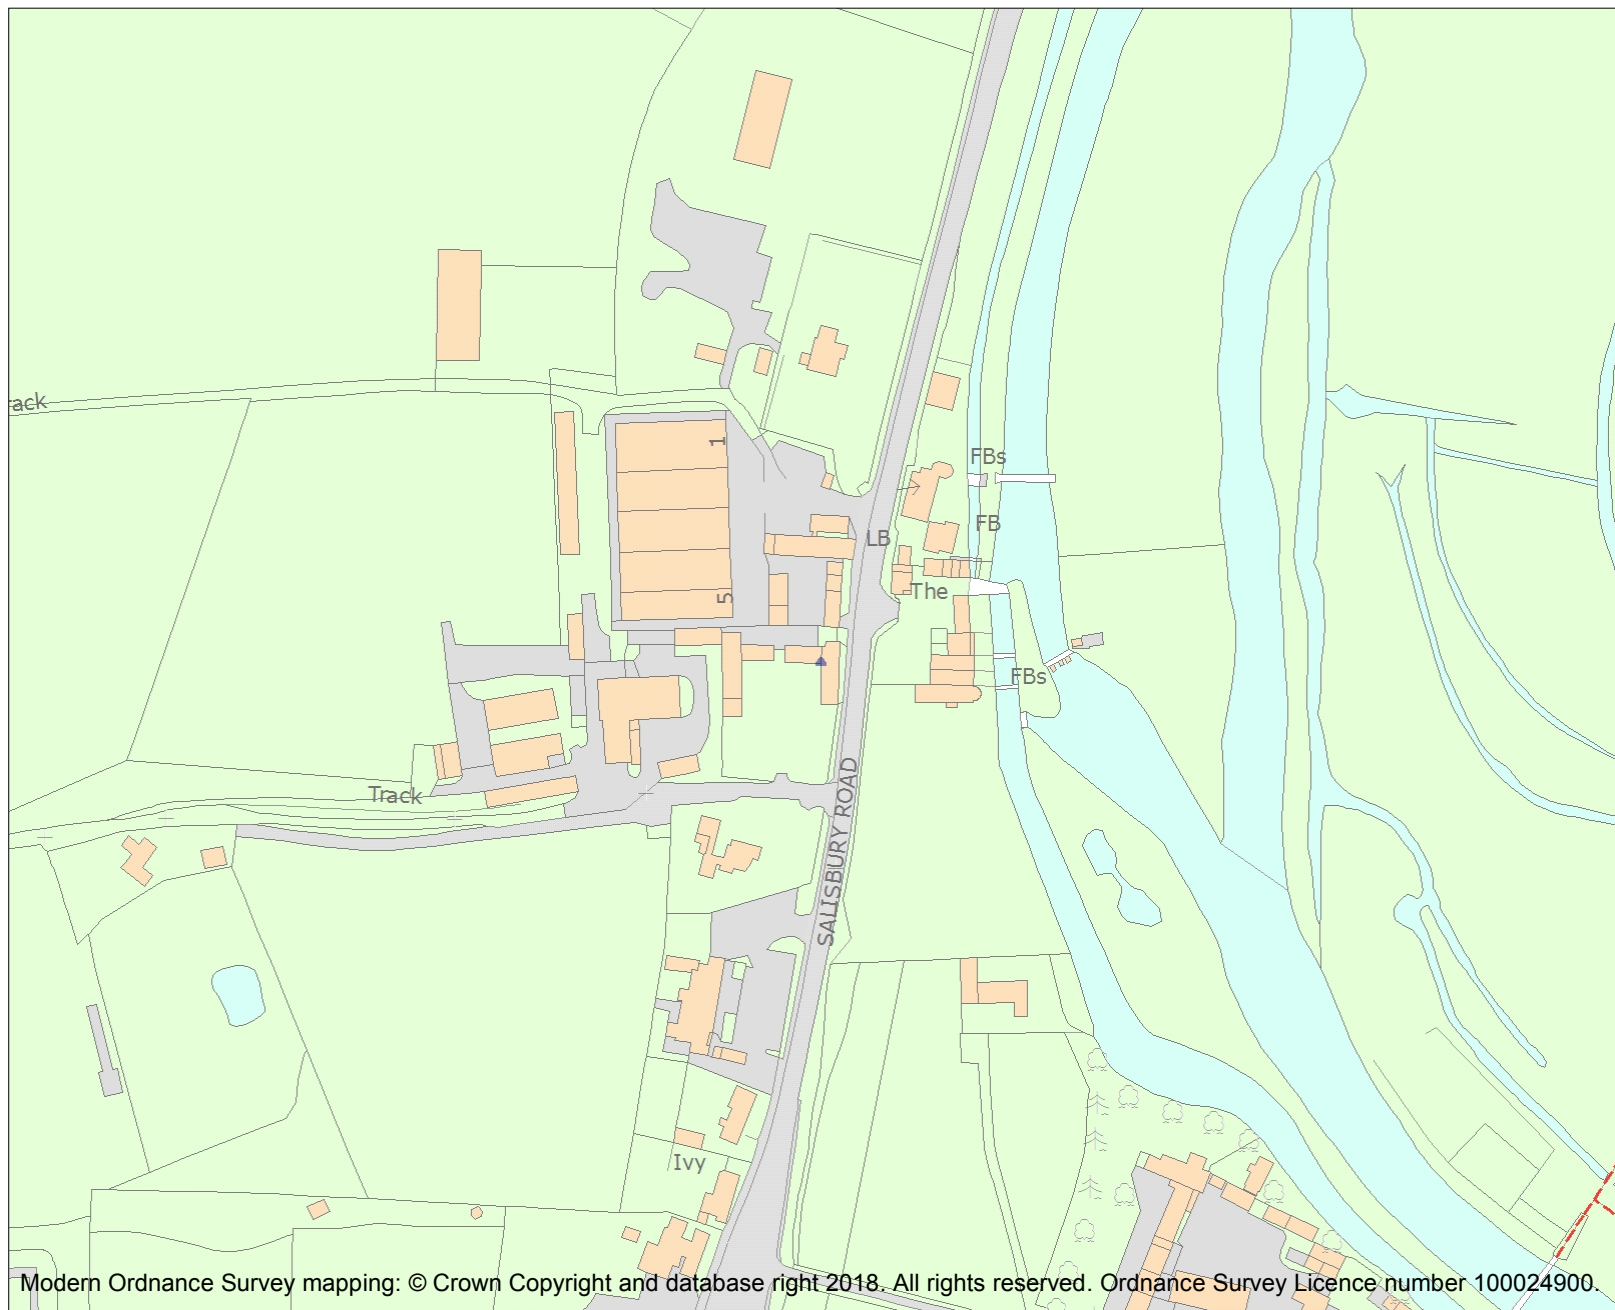 rack
1
FBs
FB
LB
The
5
FBs
SALISBURY ROAD
Track
Ivy
Modern Ordnance Survey mapping: © Crown Copyright and database right 2018. All rights reserved. Ordnance Survey Licence number 100024900.